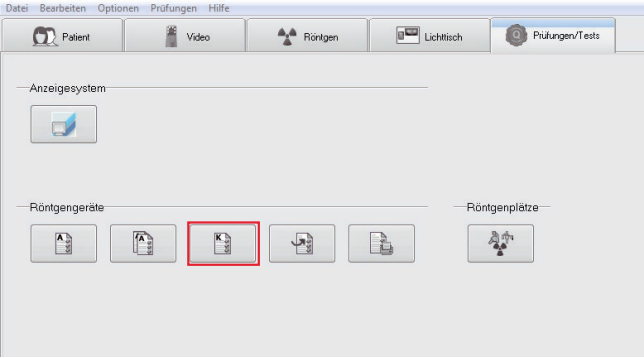 Datei Bearbeiten Optionen Prüfungen Hilfe
Patient Video Röntgen Lichttisch Q Prüfungen/Tests
Anzeigesystem
Röntgengeräte Röntgenplätze
A A K